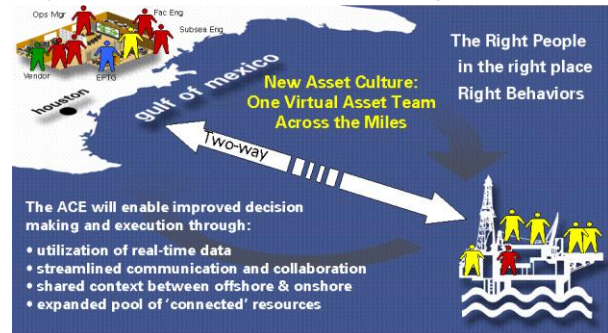 Ops Mgr
Fac Eng
Subsea Eng
Vendor
EPTG
houston
gulf of mexico
The Right People
in the right place
Right Behaviors
New Asset Culture:
One Virtual Asset Team
Across the Miles
Two-way
The ACE will enable improved decision
making and execution through:
• utilization of real-time data
• streamlined communication and collaboration
• shared context between offshore & onshore
• expanded pool of ‘connected’ resources